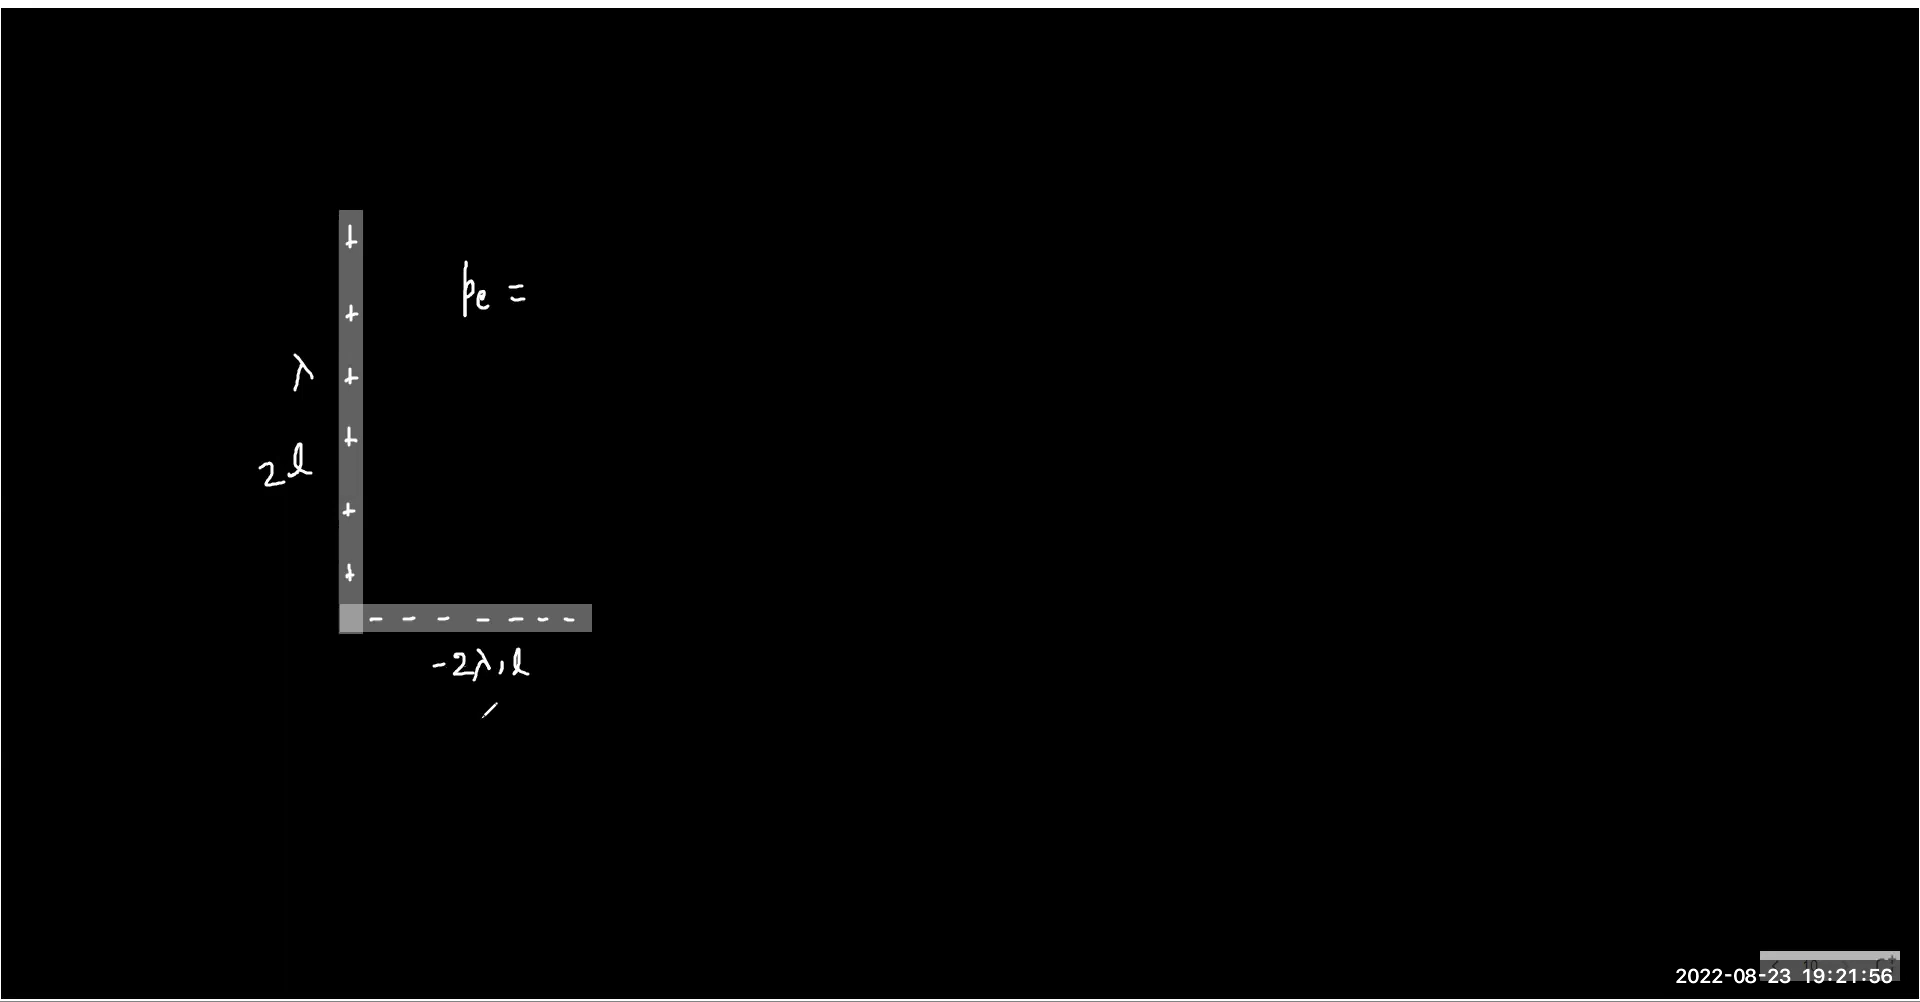 +
pe =
+
λ +
+
2l
+
+
- - - - - - -
-2λ, l
2022-08-23 19:21:56